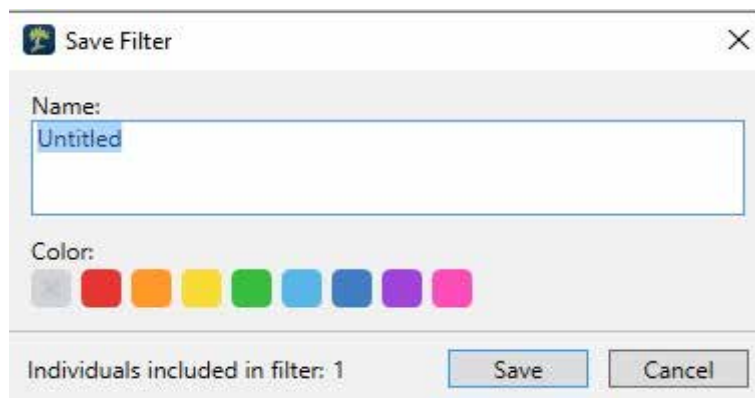 Save Filter
Name:
Untitled
Color:
Individuals included in filter: 1 Save Cancel